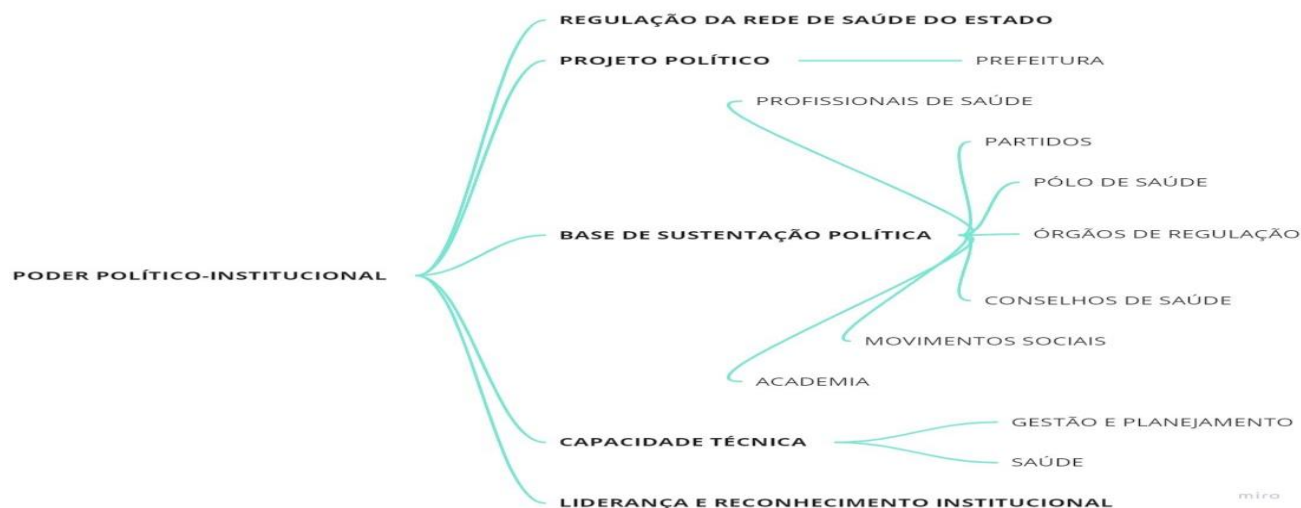 REGULAÇÃO DA REDE DE SAÚDE DO ESTADO
PROJETO POLÍTICO PREFEITURA
PROFISSIONAIS DE SAÚDE
PARTIDOS
PÓLO DE SAÚDE
BASE DE SUSTENTAÇÃO POLÍTICA ÓRGÃOS DE REGULAÇÃO
PODER POLÍTICO-INSTITUCIONAL
CONSELHOS DE SAÚDE
MOVIMENTOS SOCIAIS
ACADEMIA
GESTÃO E PLANEJAMENTO
CAPACIDADE TÉCNICA
SAÚDE
LIDERANÇA E RECONHECIMENTO INSTITUCIONAL
miro